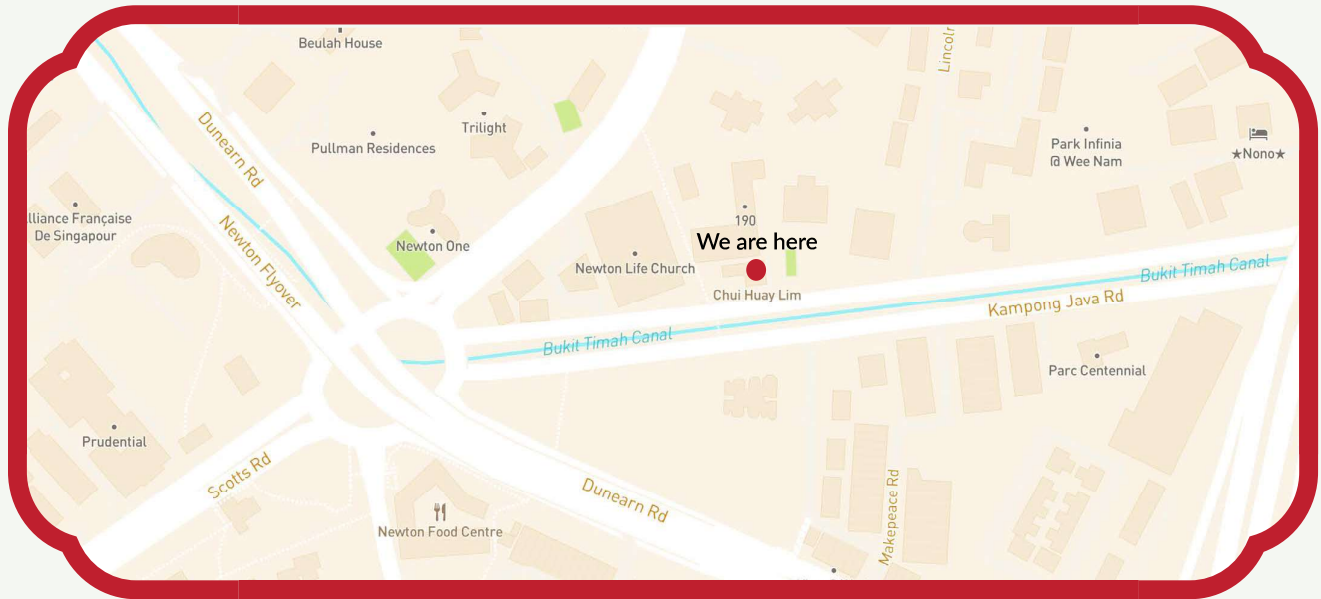 Beulah House
Lincoln
Dunearn Rd
Trilight
Pullman Residences
Park Infinia
@ Wee Nam
★Nono★
lliance Française
De Singapour
Newton Flyover
Newton One
190
We are here
Newton Life Church
Chui Huay Lim
Bukit Timah Canal
Kampong Java Rd
Bukit Timah Canal
Parc Centennial
Prudential
Scotts Rd
Dunearn Rd
Makepeace Rd
Newton Food Centre